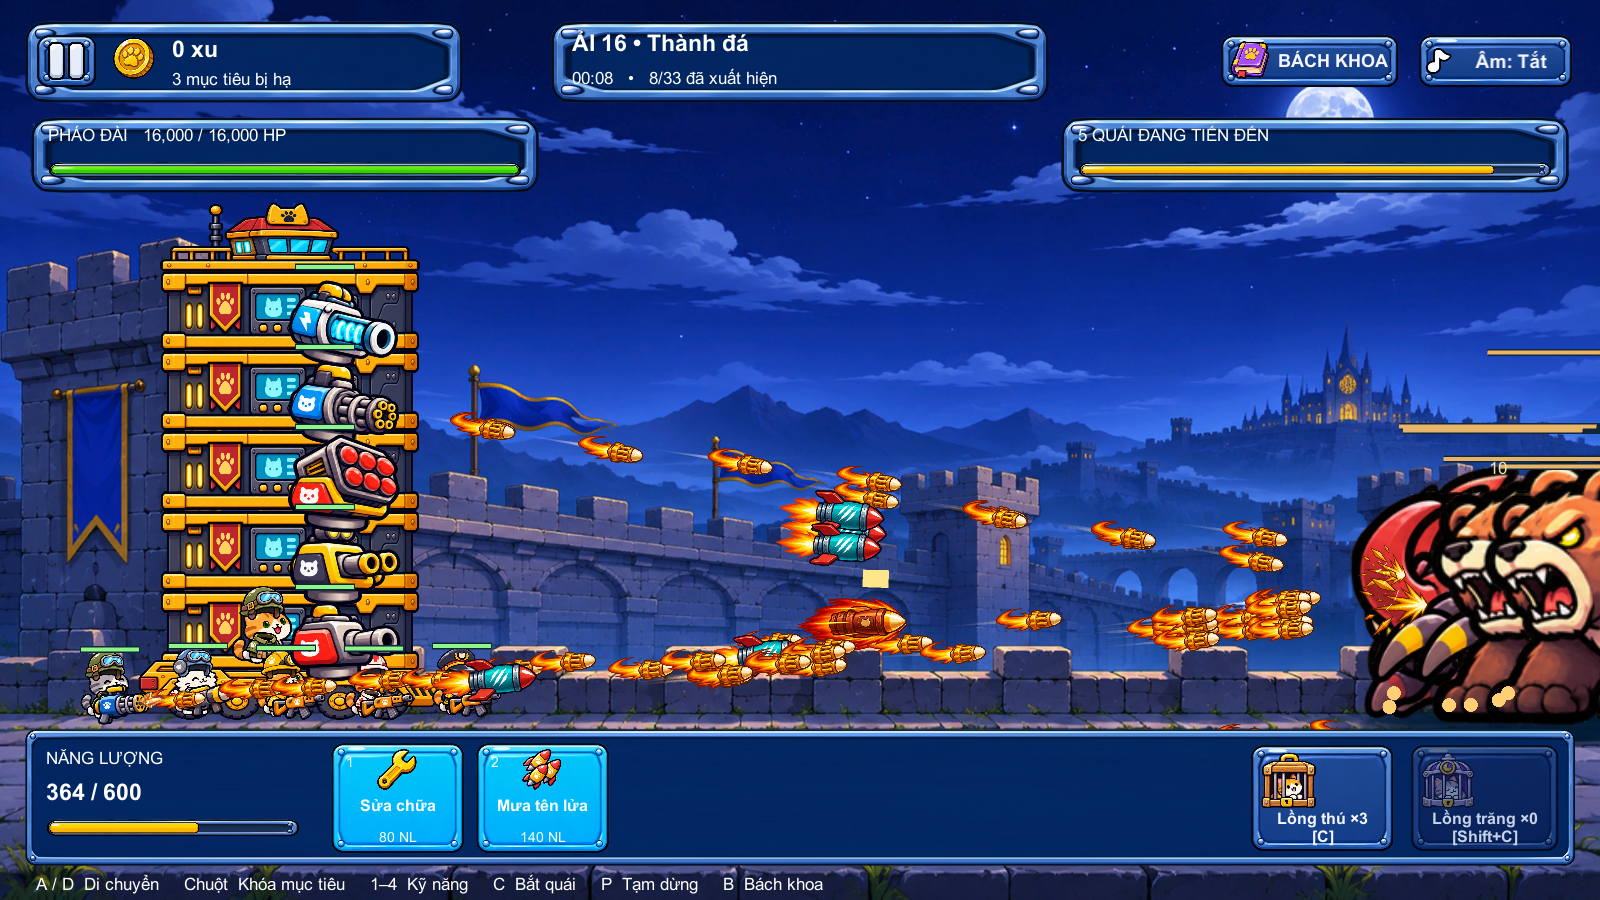 0 xu
3 mục tiêu bị hạ
ẢI 16 • Thành đá
00:08 • 8/33 đã xuất hiện
BÁCH KHOA
Âm: Tắt
PHÁO ĐÀI 16,000 / 16,000 HP
5 QUÁI ĐANG TIẾN ĐẾN
10
NĂNG LƯỢNG
364 / 600
1
Sửa chữa
80 NL
2
Mưa tên lửa
140 NL
Lồng thú ×3
[C]
Lồng trăng ×0
[Shift+C]
A / D Di chuyển Chuột Khóa mục tiêu 1–4 Kỹ năng C Bắt quái P Tạm dừng B Bách khoa